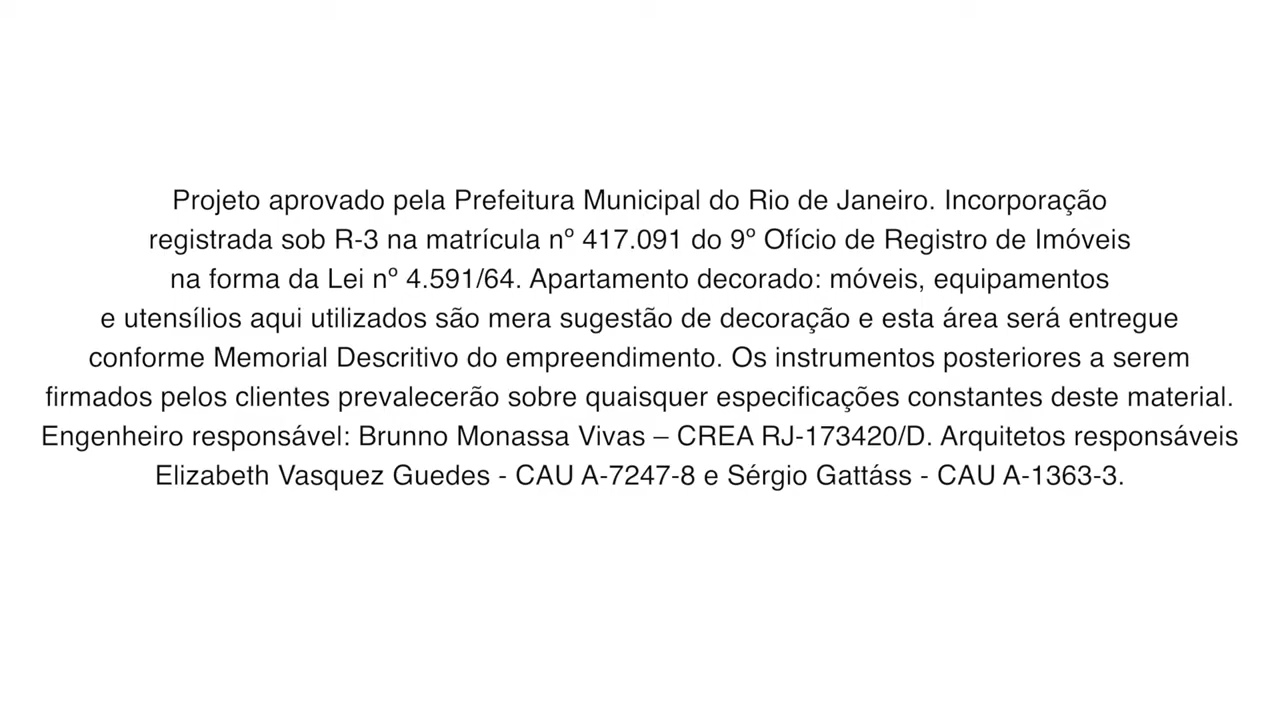 Projeto aprovado pela Prefeitura Municipal do Rio de Janeiro. Incorporação
registrada sob R-3 na matrícula nº 417.091 do 9º Ofício de Registro de Imóveis
na forma da Lei nº 4.591/64. Apartamento decorado: móveis, equipamentos
e utensílios aqui utilizados são mera sugestão de decoração e esta área será entregue
conforme Memorial Descritivo do empreendimento. Os instrumentos posteriores a serem
firmados pelos clientes prevalecerão sobre quaisquer especificações constantes deste material.
Engenheiro responsável: Brunno Monassa Vivas – CREA RJ-173420/D. Arquitetos responsáveis
Elizabeth Vasquez Guedes - CAU A-7247-8 e Sérgio Gattáss - CAU A-1363-3.